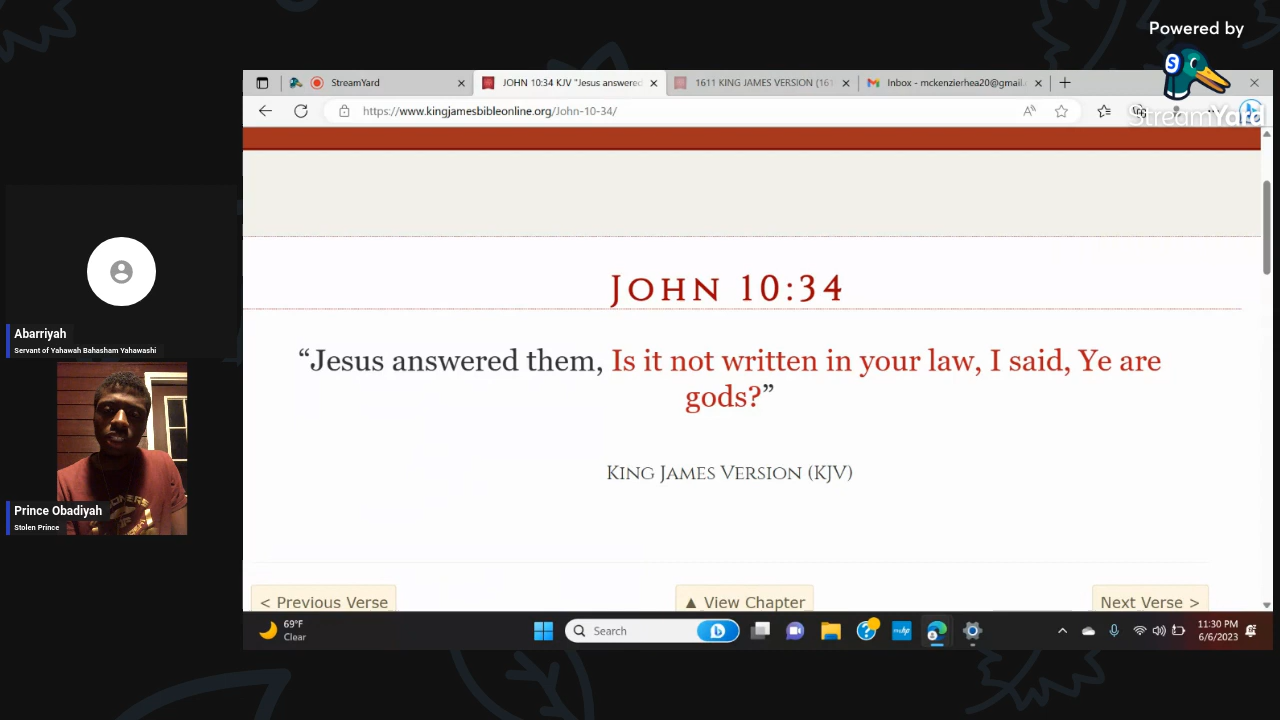 Powered by
StreamYard
StreamYard
JOHN 10:34 KJV "Jesus answered
1611 KING JAMES VERSION (161
Inbox - mckenzierhea20@gmail.
https://www.kingjamesbibleonline.org/John-10-34/
JOHN 10:34
“Jesus answered them, Is it not written in your law, I said, Ye are
gods?”
KING JAMES VERSION (KJV)
< Previous Verse
▲ View Chapter
Next Verse >
Abarriyah
Servant of Yahawah Bahasham Yahawashi
Prince Obadiyah
Stolen Prince
69°F
Clear
Search
11:30 PM
6/6/2023